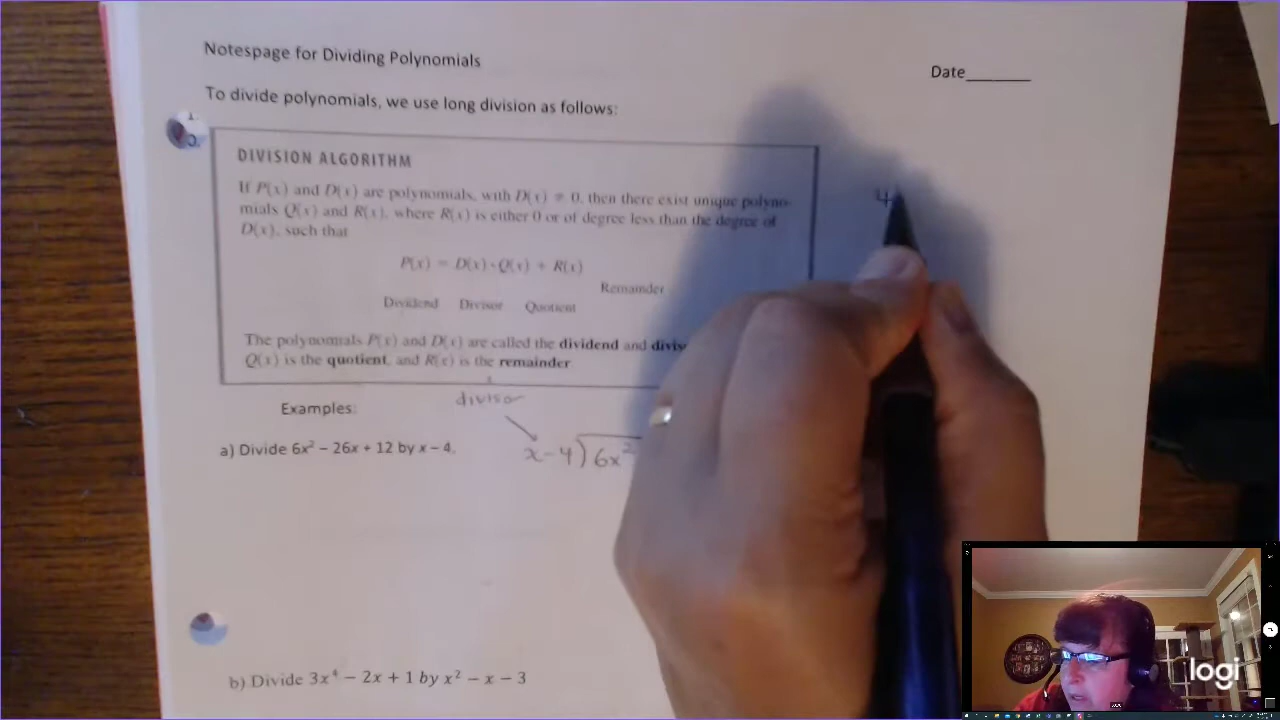 Notespage for Dividing Polynomials
Date______
To divide polynomials, we use long division as follows:
DIVISION ALGORITHM
If P(x) and D(x) are polynomials, with D(x) ≠ 0, then there exist unique polyno-
mials Q(x) and R(x), where R(x) is either 0 or of degree less than the degree of
D(x), such that
P(x) = D(x) · Q(x) + R(x)
Remainder
Dividend Divisor Quotient
The polynomials P(x) and D(x) are called the dividend and divis
Q(x) is the quotient, and R(x) is the remainder
4
divisor
Examples:
a) Divide 6x² − 26x + 12 by x − 4.
x-4)6x²
b) Divide 3x⁴ − 2x + 1 by x² − x − 3
logi